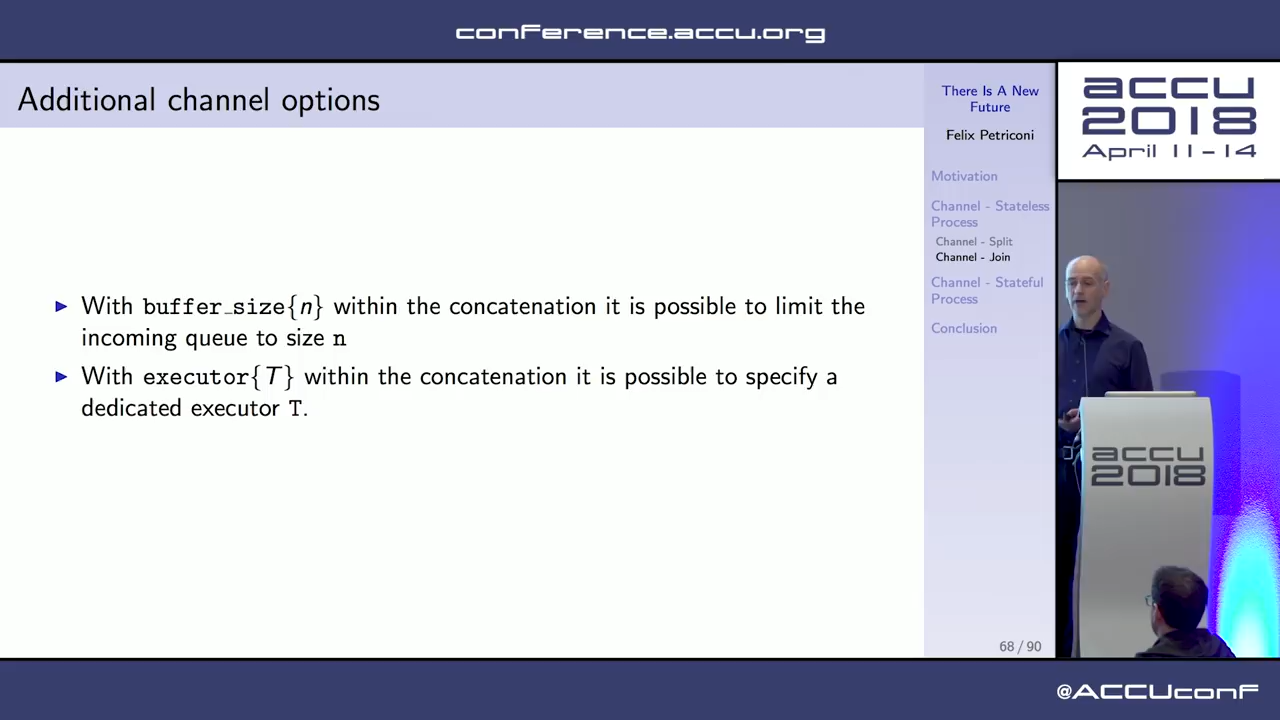 conference.accu.org
Additional channel options
With buffer_size{n} within the concatenation it is possible to limit the
incoming queue to size n
With executor{T} within the concatenation it is possible to specify a
dedicated executor T.
There Is A New
Future
Felix Petriconi
Motivation
Channel - Stateless
Process
Channel - Split
Channel - Join
Channel - Stateful
Process
Conclusion
68 / 90
accu
2018
April 11-14
accu
2018
@ACCUconf